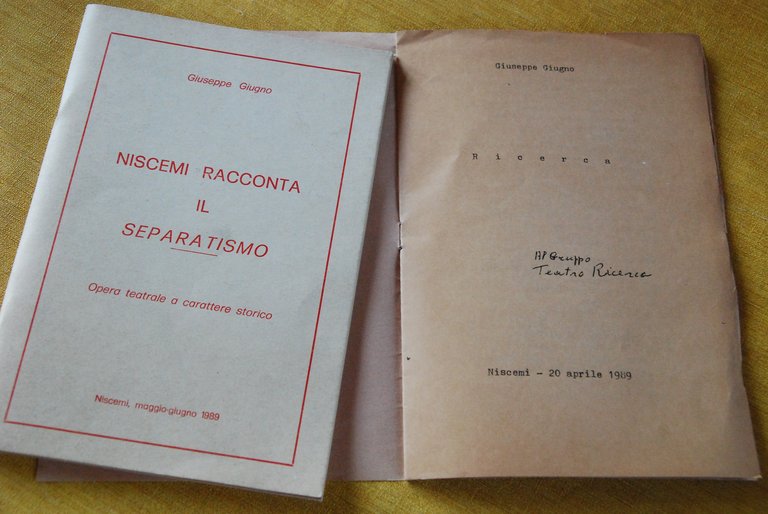 Giuseppe Giugno
NISCEMI RACCONTA
IL
SEPARATISMO
Opera teatrale a carattere storico
Niscemi, maggio-giugno 1989
Giuseppe Giugno
Ricerca
Al Gruppo
Teatro Ricerca
Niscemi - 20 aprile 1989